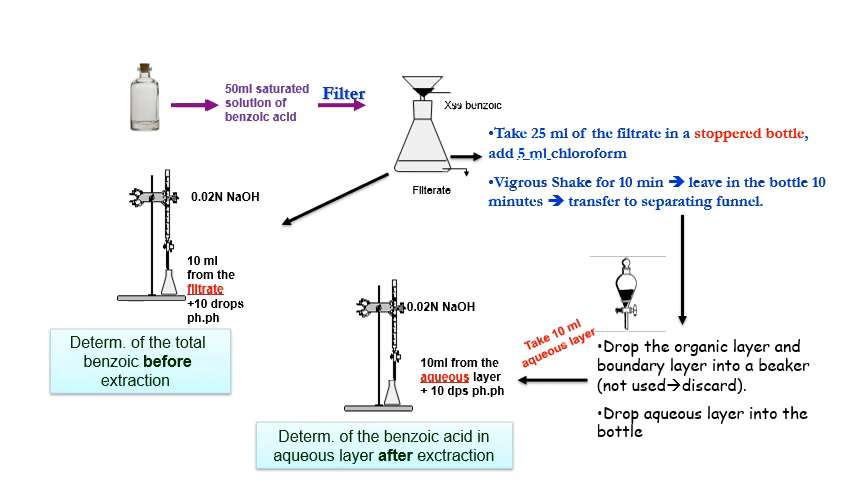 50ml saturated
solution of
benzoic acid
Filter
Xss benzoic
Filterate
•Take 25 ml of the filtrate in a stoppered bottle,
add 5 ml chloroform
•Vigrous Shake for 10 min ➔ leave in the bottle 10
minutes ➔ transfer to separating funnel.
0.02N NaOH
10 ml
from the
filtrate
+10 drops
ph.ph
Determ. of the total
benzoic before
extraction
0.02N NaOH
10ml from the
aqueous layer
+ 10 dps ph.ph
Determ. of the benzoic acid in
aqueous layer after exctraction
Take 10 ml
aqueous layer
•Drop the organic layer and
boundary layer into a beaker
(not used→discard).
•Drop aqueous layer into the
bottle